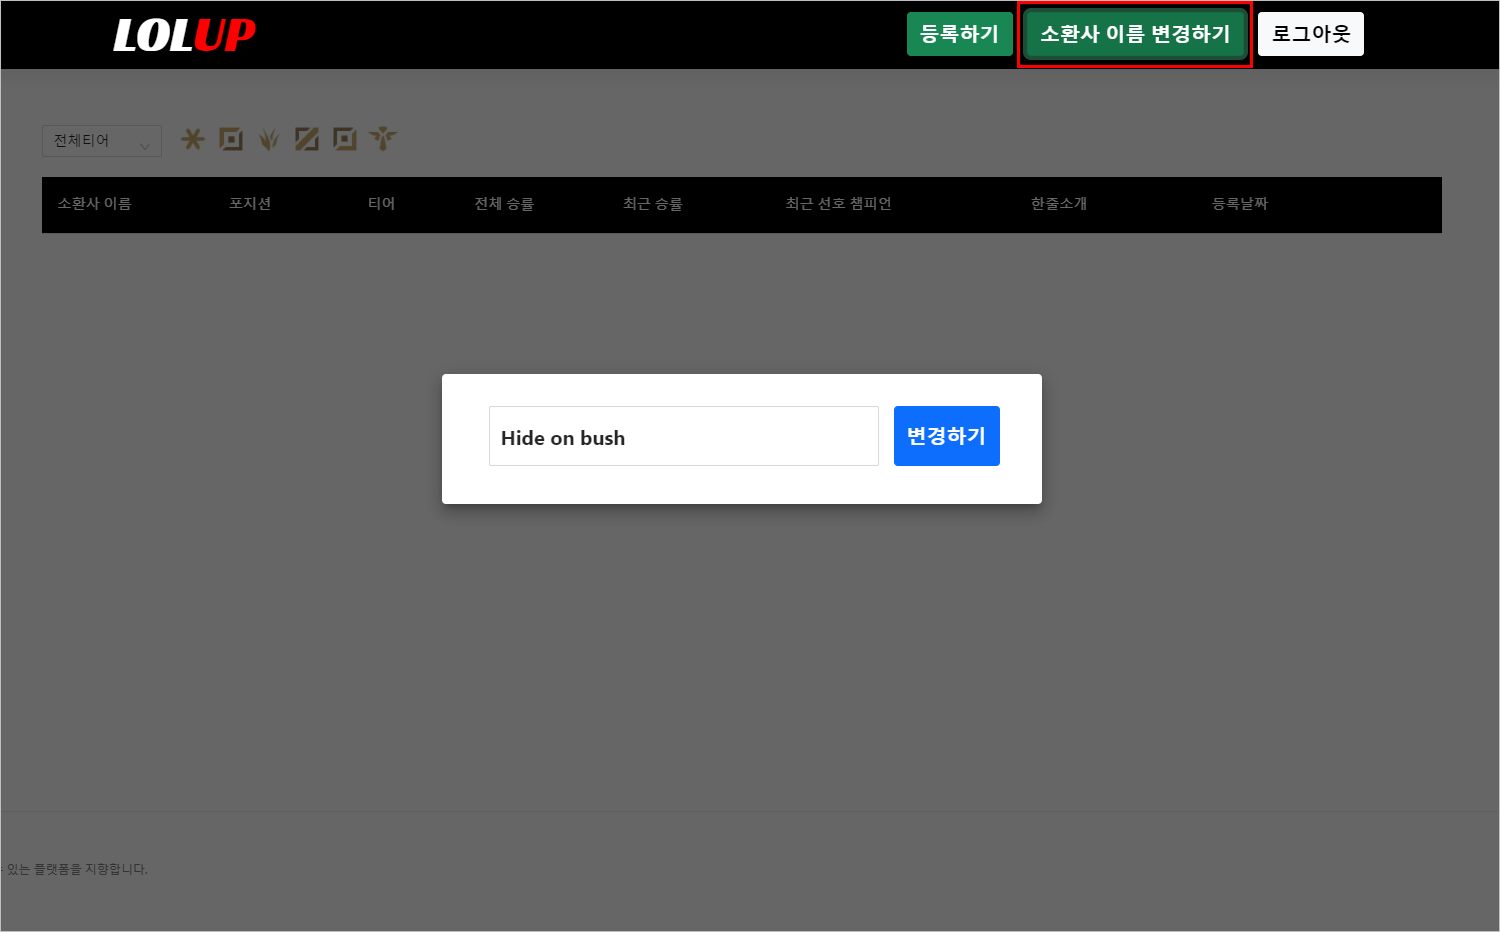 LOLUP
등록하기
소환사 이름 변경하기
로그아웃
전체티어
소환사 이름 포지션 티어 전체 승률 최근 승률 최근 선호 챔피언 한줄소개 등록날짜
Hide on bush
변경하기
있는 플랫폼을 지향합니다.